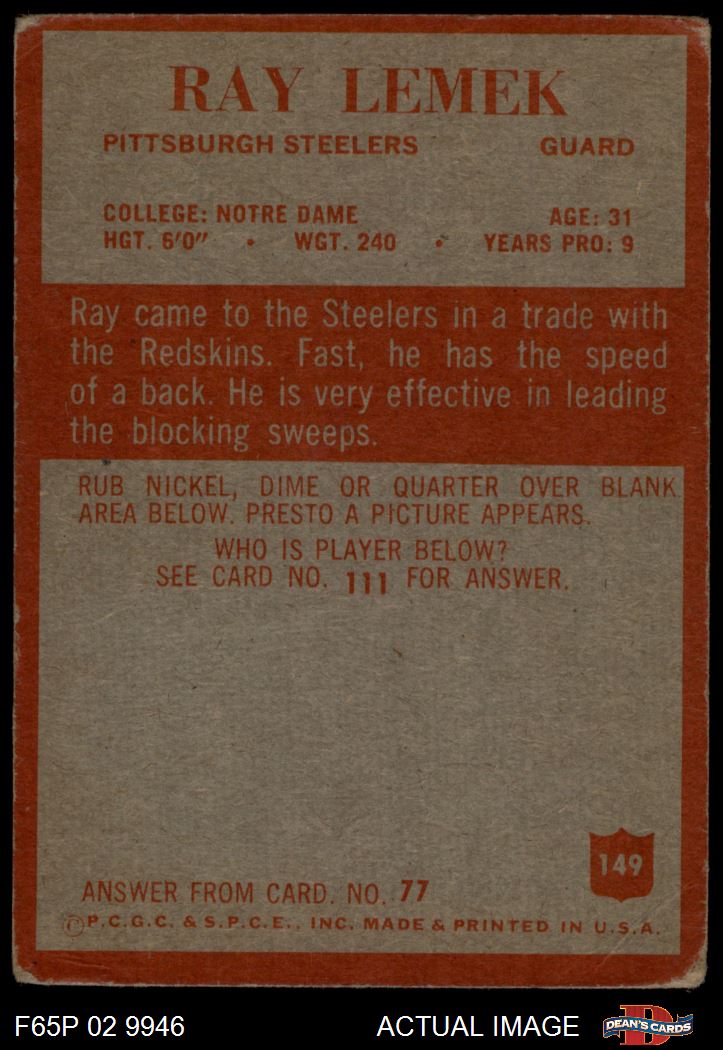 RAY LEMEK
PITTSBURGH STEELERS GUARD
COLLEGE: NOTRE DAME AGE: 31
HGT. 6'0" • WGT. 240 • YEARS PRO: 9
Ray came to the Steelers in a trade with
the Redskins. Fast, he has the speed
of a back. He is very effective in leading
the blocking sweeps.
RUB NICKEL, DIME OR QUARTER OVER BLANK
AREA BELOW. PRESTO A PICTURE APPEARS.
WHO IS PLAYER BELOW?
SEE CARD NO. 111 FOR ANSWER.
149
ANSWER FROM CARD. NO. 77
©P.C.G.C. & S.P.C.E., INC. MADE & PRINTED IN U.S.A.
F65P 02 9946 ACTUAL IMAGE
D
DEAN'S CARDS